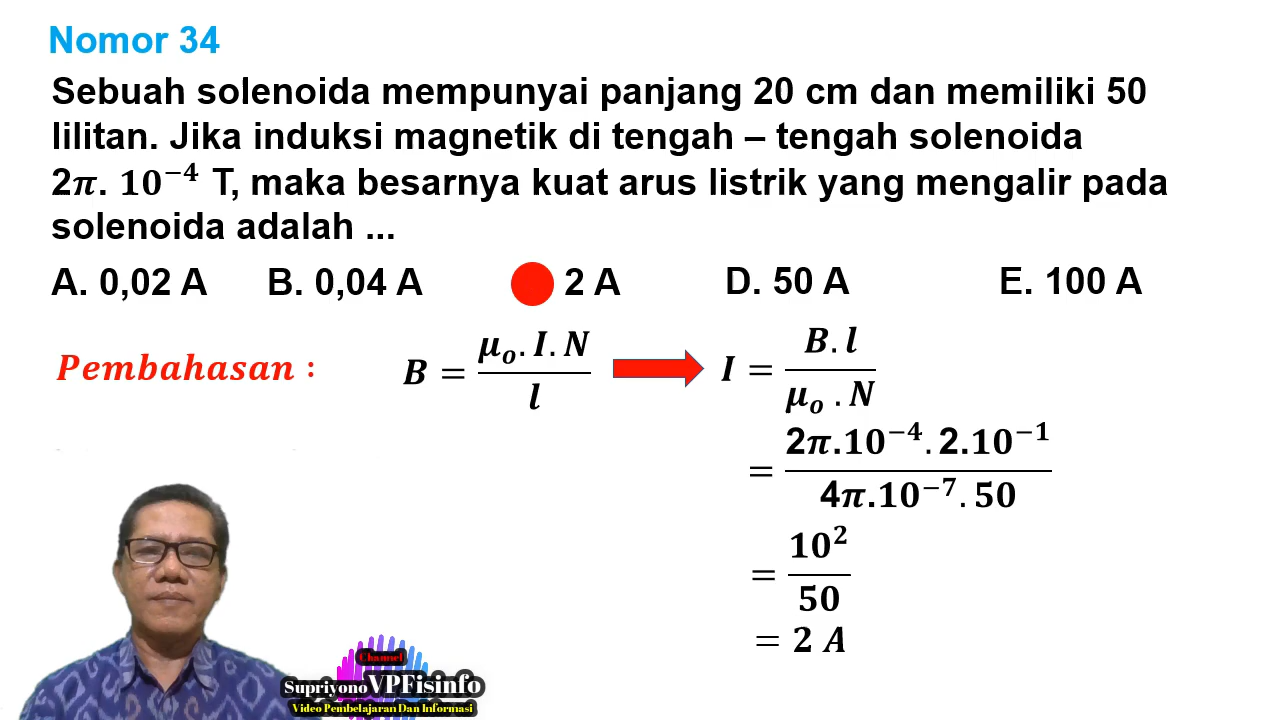 Nomor 34
Sebuah solenoida mempunyai panjang 20 cm dan memiliki 50
lilitan. Jika induksi magnetik di tengah – tengah solenoida
2π. 10⁻⁴ T, maka besarnya kuat arus listrik yang mengalir pada
solenoida adalah ...
A. 0,02 A B. 0,04 A 2 A D. 50 A E. 100 A
Pembahasan : B = μₒ. I. N / l I = B. l / μₒ . N
= 2π.10⁻⁴. 2.10⁻¹ / 4π.10⁻⁷. 50
= 10² / 50
= 2 A
Channel
Supriyono VPFisinfo
Video Pembelajaran Dan Informasi